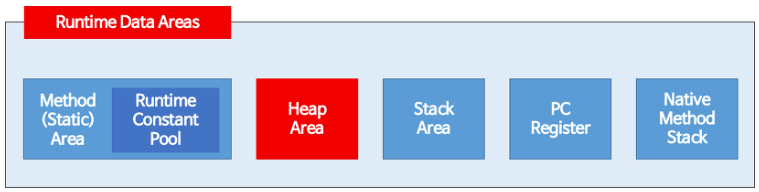 Runtime Data Areas
Method
(Static)
Area
Runtime
Constant
Pool
Heap
Area
Stack
Area
PC
Register
Native
Method
Stack